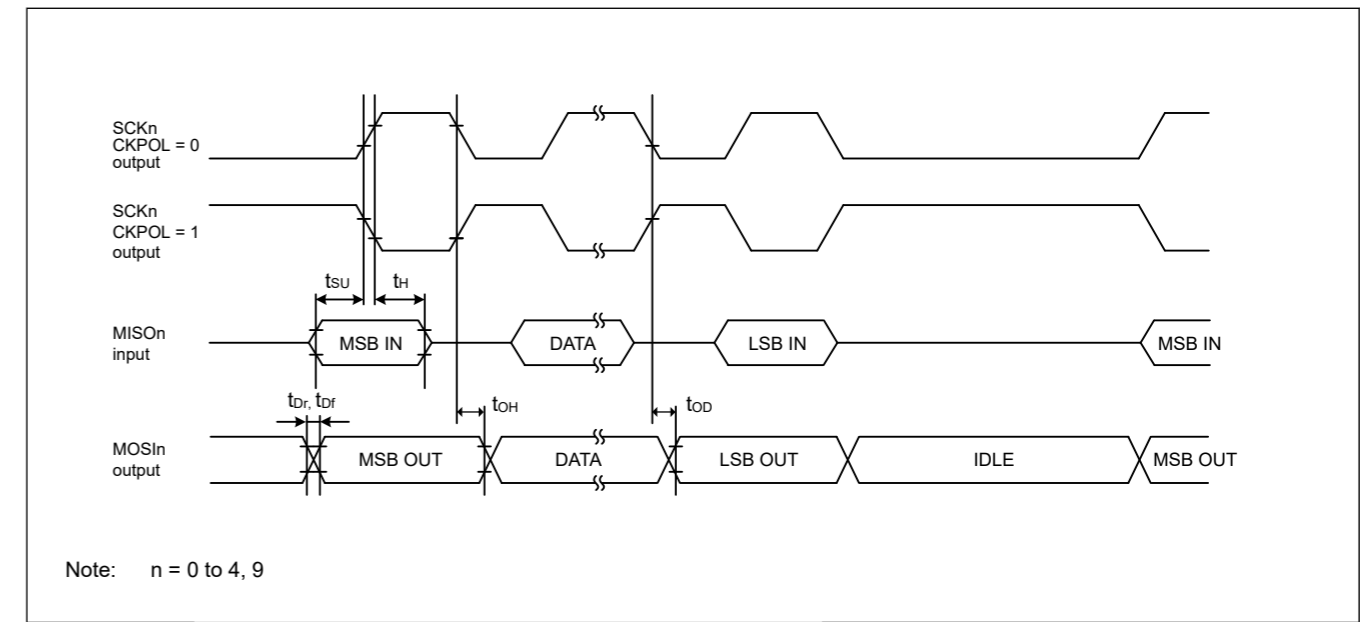 SCKn
CKPOL = 0
output
SCKn
CKPOL = 1
output
tSU
tH
MISOn
input
MSB IN
DATA
LSB IN
MSB IN
tDr, tDf
tOH
tOD
MOSIn
output
MSB OUT
DATA
LSB OUT
IDLE
MSB OUT
Note: n = 0 to 4, 9